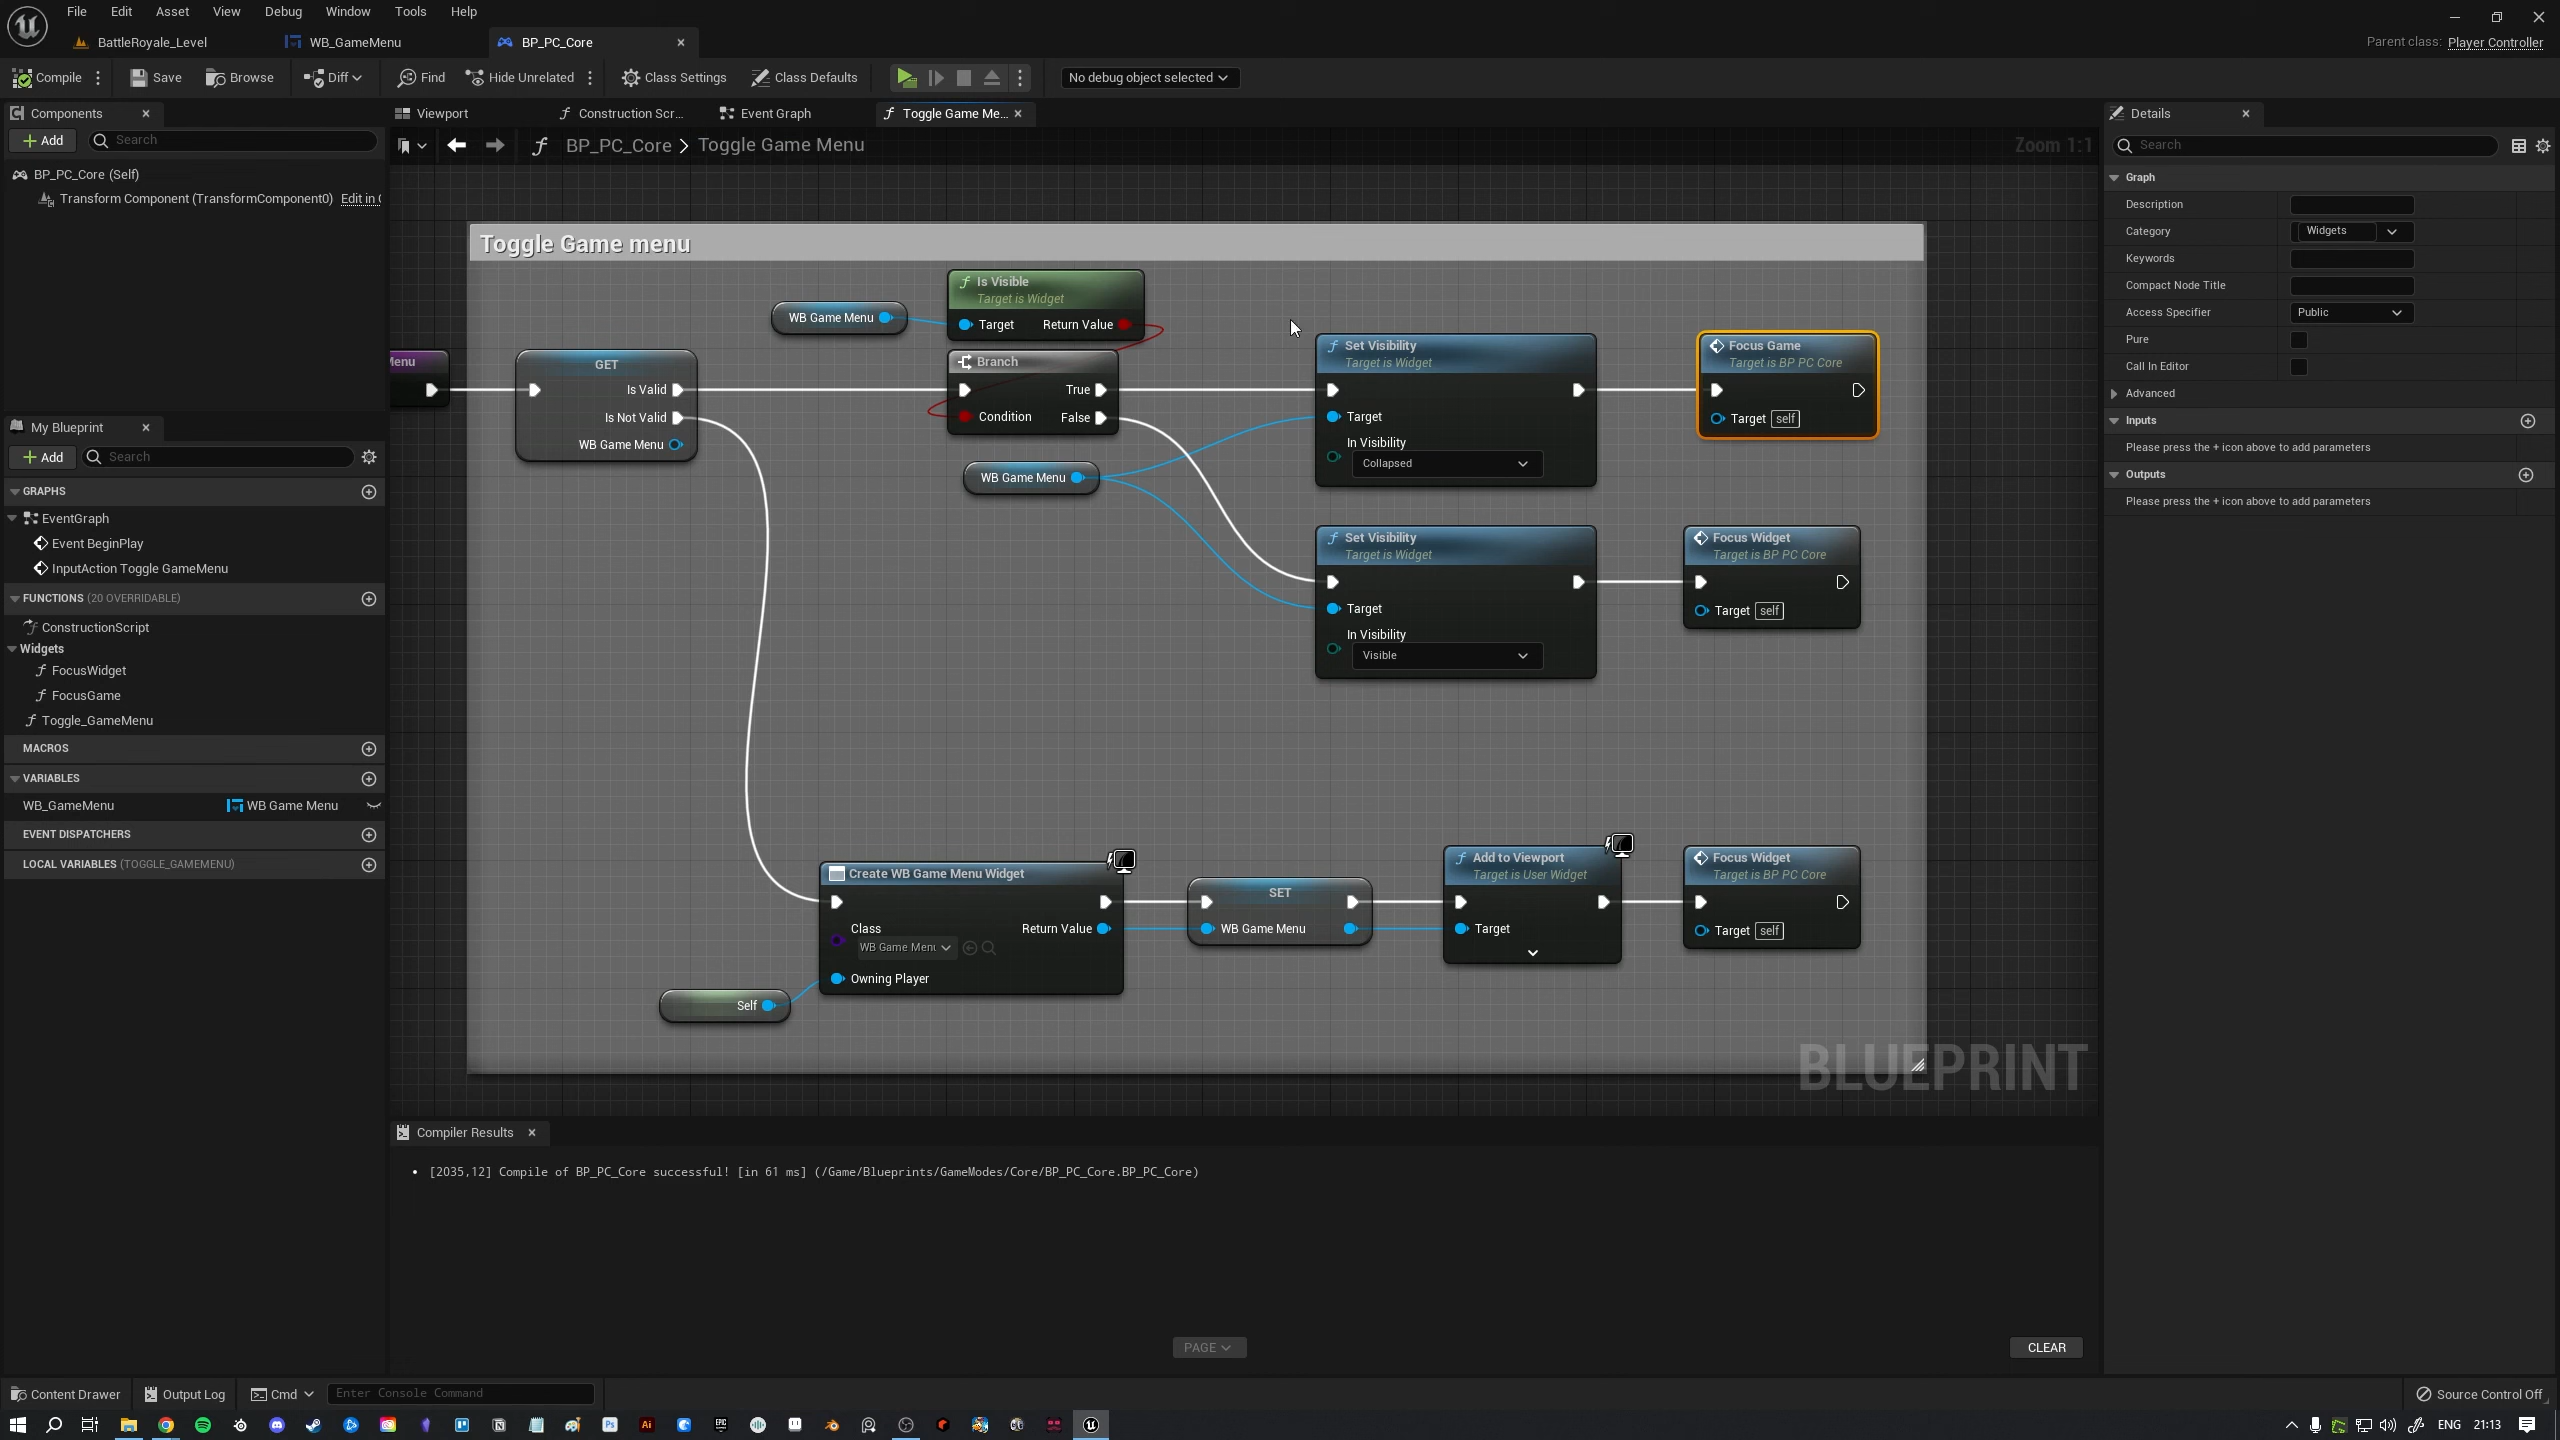 File Edit Asset View Debug Window Tools Help
BattleRoyale_Level WB_GameMenu BP_PC_Core
Parent class: Player Controller
Compile Save Browse Diff Find Hide Unrelated Class Settings Class Defaults No debug object selected
Components
Add Search
BP_PC_Core (Self)
Transform Component (TransformComponent0) Edit in C
My Blueprint
Add Search
GRAPHS
EventGraph
Event BeginPlay
InputAction Toggle GameMenu
FUNCTIONS (20 OVERRIDABLE)
ConstructionScript
Widgets
FocusWidget
FocusGame
Toggle_GameMenu
MACROS
VARIABLES
WB_GameMenu WB Game Menu
EVENT DISPATCHERS
LOCAL VARIABLES (TOGGLE_GAMEMENU)
Viewport Construction Scr... Event Graph Toggle Game Me...
BP_PC_Core > Toggle Game Menu
Zoom 1:1
Toggle Game menu
Menu
GET
Is Valid
Is Not Valid
WB Game Menu
WB Game Menu
Is Visible
Target is Widget
Target Return Value
Branch
True
Condition False
WB Game Menu
Set Visibility
Target is Widget
Target
In Visibility
Collapsed
Focus Game
Target is BP PC Core
Target self
Set Visibility
Target is Widget
Target
In Visibility
Visible
Focus Widget
Target is BP PC Core
Target self
Create WB Game Menu Widget
Class Return Value
WB Game Menu
Owning Player
Self
SET
WB Game Menu
Add to Viewport
Target is User Widget
Target
Focus Widget
Target is BP PC Core
Target self
BLUEPRINT
Compiler Results
[2035,12] Compile of BP_PC_Core successful! [in 61 ms] (/Game/Blueprints/GameModes/Core/BP_PC_Core.BP_PC_Core)
PAGE CLEAR
Details
Search
Graph
Description
Category Widgets
Keywords
Compact Node Title
Access Specifier Public
Pure
Call In Editor
Advanced
Inputs
Please press the + icon above to add parameters
Outputs
Please press the + icon above to add parameters
Content Drawer Output Log Cmd Enter Console Command Source Control Off
ENG 21:13